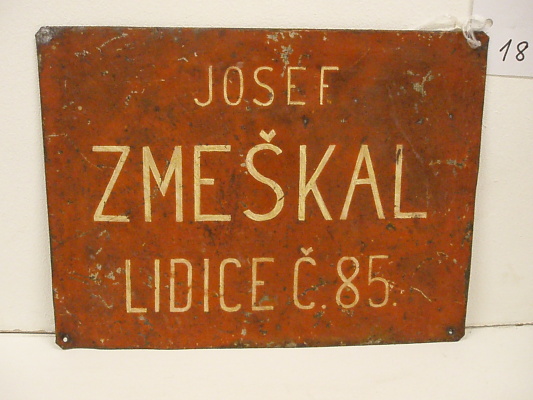 18
JOSEF
ZMEŠKAL
LIDICE Č.85.